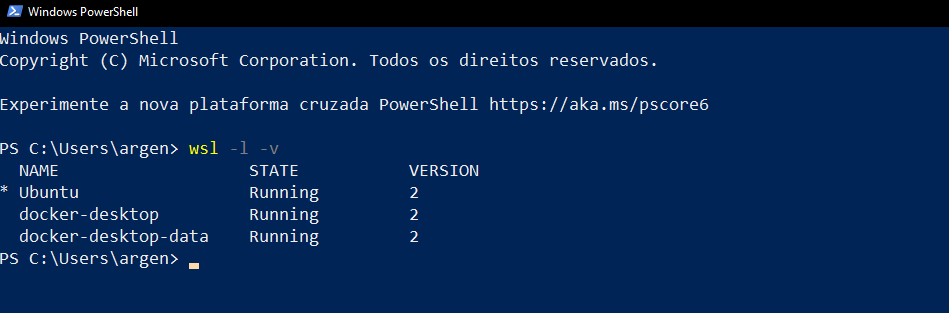 Windows PowerShell
Windows PowerShell
Copyright (C) Microsoft Corporation. Todos os direitos reservados.
Experimente a nova plataforma cruzada PowerShell https://aka.ms/pscore6
PS C:\Users\argen> wsl -l -v
  NAME                   STATE           VERSION
* Ubuntu                 Running         2
  docker-desktop         Running         2
  docker-desktop-data    Running         2
PS C:\Users\argen>